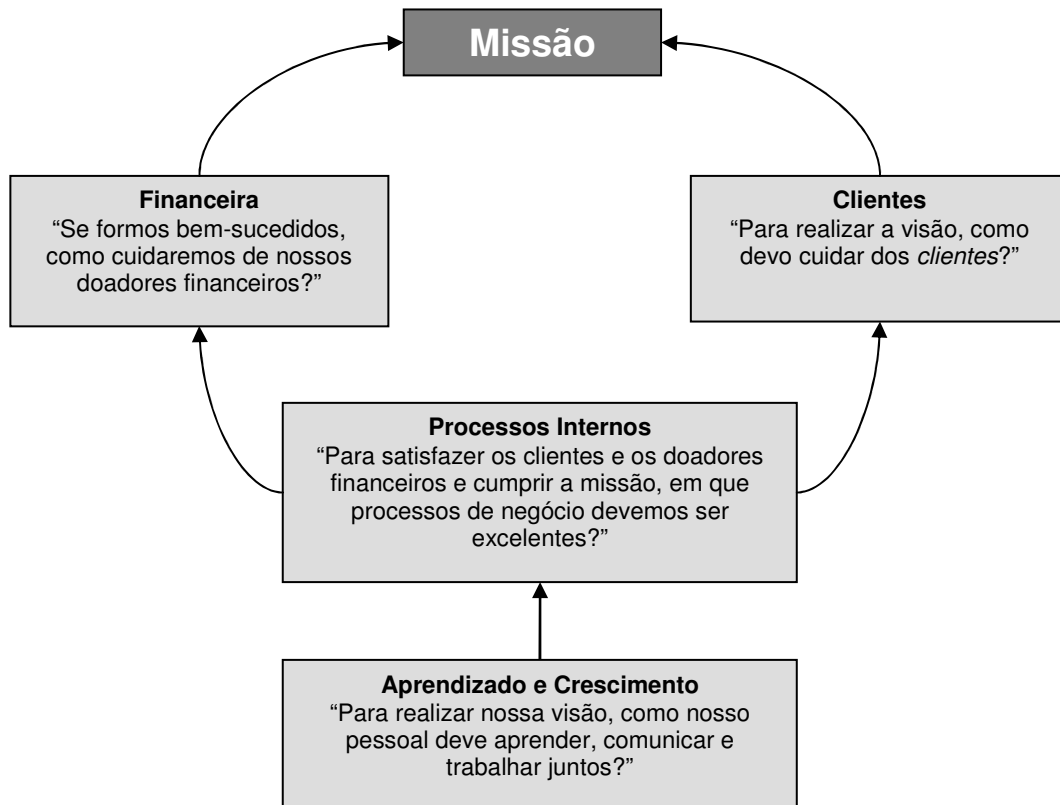 Missão
Financeira
“Se formos bem-sucedidos,
como cuidaremos de nossos
doadores financeiros?”
Clientes
“Para realizar a visão, como
devo cuidar dos clientes?”
Processos Internos
“Para satisfazer os clientes e os doadores
financeiros e cumprir a missão, em que
processos de negócio devemos ser
excelentes?”
Aprendizado e Crescimento
“Para realizar nossa visão, como nosso
pessoal deve aprender, comunicar e
trabalhar juntos?”